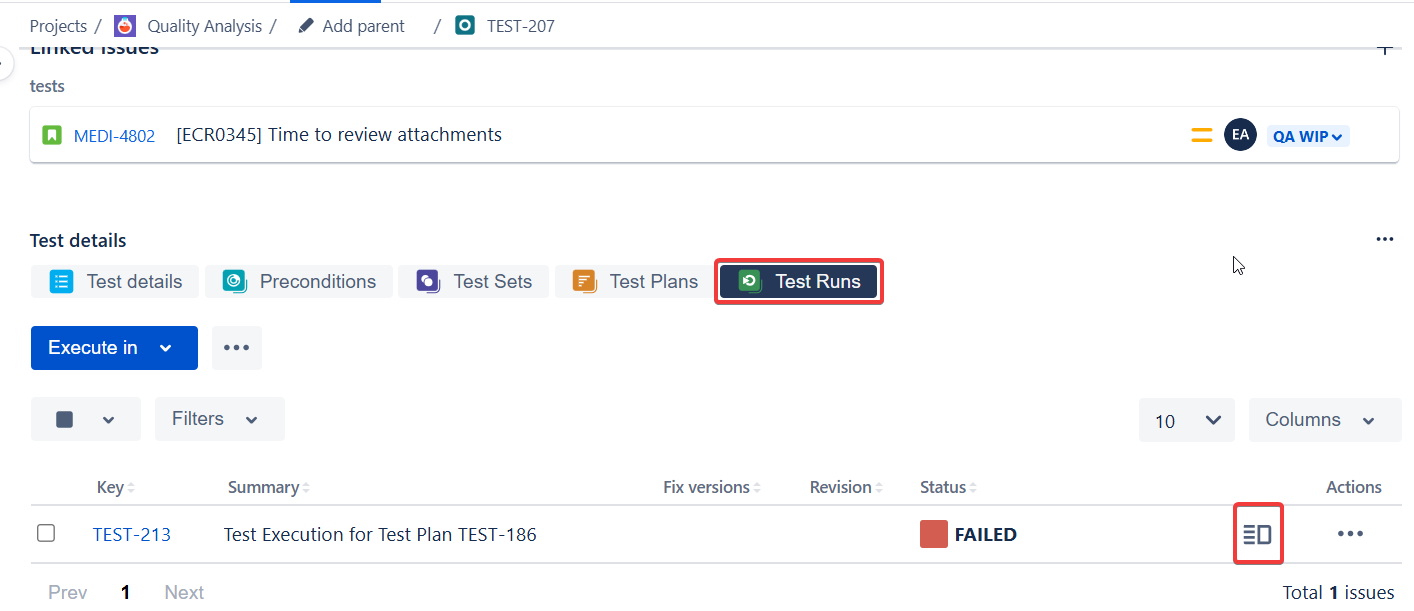 Projects / Quality Analysis / Add parent / TEST-207
Linked issues
tests
MEDI-4802 [ECR0345] Time to review attachments EA QA WIP
Test details
Test details Preconditions Test Sets Test Plans Test Runs
Execute in
Filters 10 Columns
Key Summary Fix versions Revision Status Actions
TEST-213 Test Execution for Test Plan TEST-186 FAILED
Prev 1 Next Total 1 issues